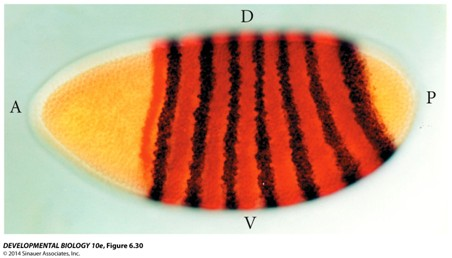 D
A
P
V
DEVELOPMENTAL BIOLOGY 10e, Figure 6.30
© 2014 Sinauer Associates, Inc.